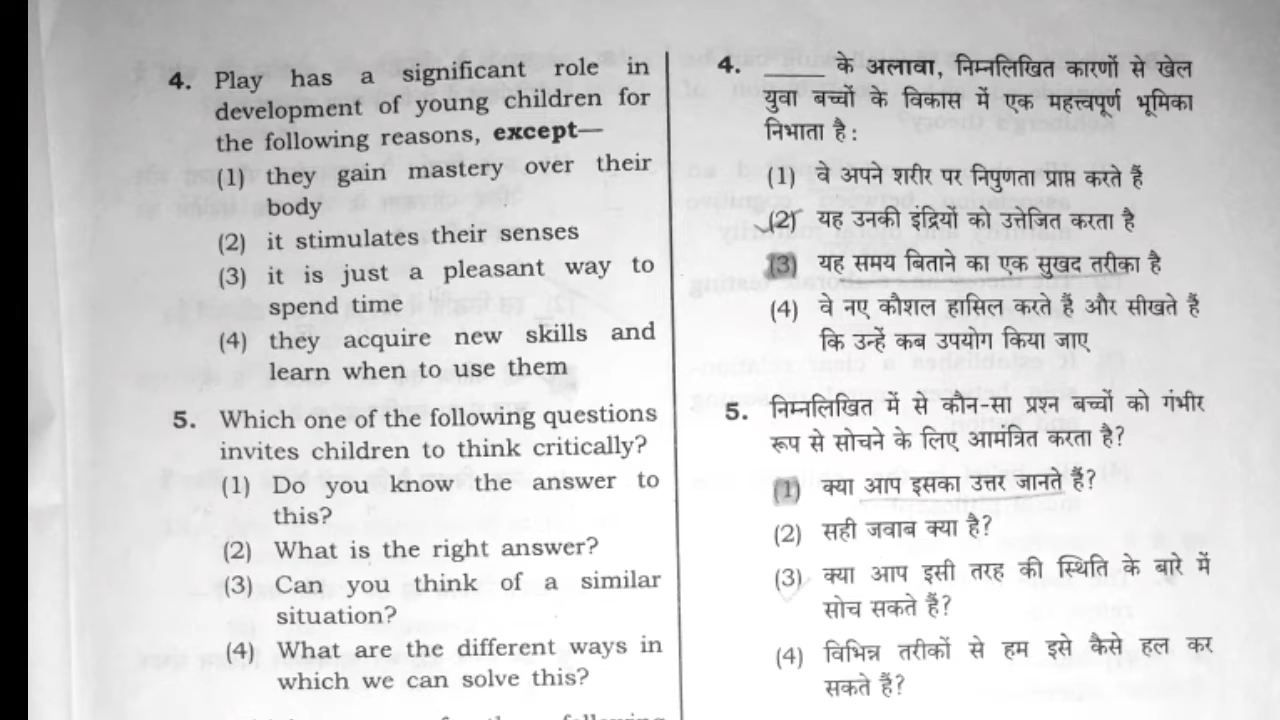 4. Play has a significant role in
development of young children for
the following reasons, except—
(1) they gain mastery over their
body
(2) it stimulates their senses
(3) it is just a pleasant way to
spend time
(4) they acquire new skills and
learn when to use them
5. Which one of the following questions
invites children to think critically?
(1) Do you know the answer to
this?
(2) What is the right answer?
(3) Can you think of a similar
situation?
(4) What are the different ways in
which we can solve this?
4. _____ के अलावा, निम्नलिखित कारणों से खेल
युवा बच्चों के विकास में एक महत्त्वपूर्ण भूमिका
निभाता है :
(1) वे अपने शरीर पर निपुणता प्राप्त करते हैं
(2) यह उनकी इंद्रियों को उत्तेजित करता है
(3) यह समय बिताने का एक सुखद तरीका है
(4) वे नए कौशल हासिल करते हैं और सीखते हैं
कि उन्हें कब उपयोग किया जाए
5. निम्नलिखित में से कौन-सा प्रश्न बच्चों को गंभीर
रूप से सोचने के लिए आमंत्रित करता है?
(1) क्या आप इसका उत्तर जानते हैं?
(2) सही जवाब क्या है?
(3) क्या आप इसी तरह की स्थिति के बारे में
सोच सकते हैं?
(4) विभिन्न तरीकों से हम इसे कैसे हल कर
सकते हैं?